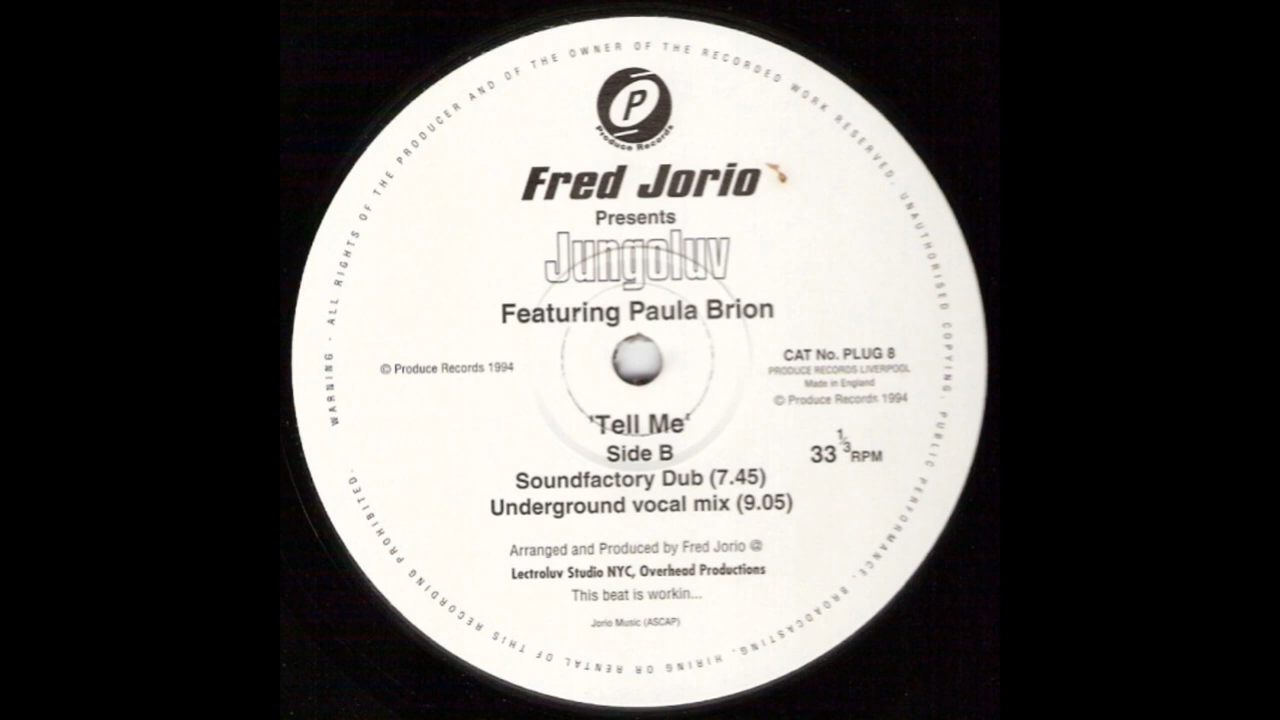 WARNING - ALL RIGHTS OF THE PRODUCER AND OF THE OWNER OF THE RECORDED WORK RESERVED. UNAUTHORISED COPYING, PUBLIC PERFORMANCE, BROADCASTING, HIRING OR RENTAL OF THIS RECORDING PROHIBITED.
P
Produce Records
Fred Jorio
Presents
Jungoluv
Featuring Paula Brion
© Produce Records 1994
CAT No. PLUG 8
PRODUCE RECORDS LIVERPOOL
Made in England
© Produce Records 1994
33 1/3 RPM
'Tell Me'
Side B
Soundfactory Dub (7.45)
Underground vocal mix (9.05)
Arranged and Produced by Fred Jorio @
Lectroluv Studio NYC, Overhead Productions
This beat is workin...
Jorio Music (ASCAP)